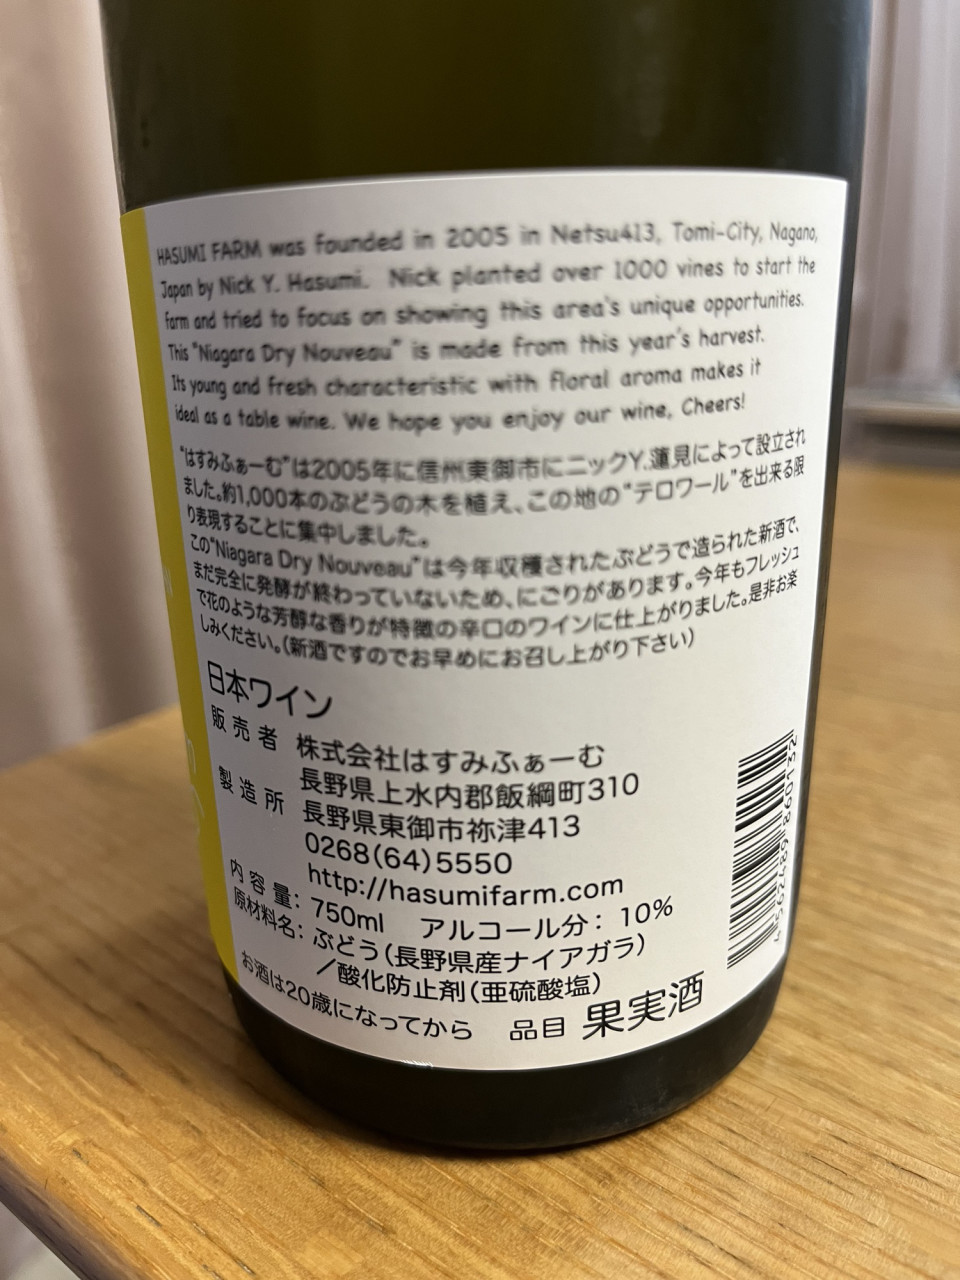 HASUMI FARM was founded in 2005 in Netsu413, Tomi-City, Nagano,
Japan by Nick Y. Hasumi. Nick planted over 1000 vines to start the
farm and tried to focus on showing this area's unique opportunities.
This "Niagara Dry Nouveau" is made from this year's harvest.
Its young and fresh characteristic with floral aroma makes it
ideal as a table wine. We hope you enjoy our wine, Cheers!
"はすみふぁーむ"は2005年に信州東御市にニックY.蓮見によって設立され
ました。約1,000本のぶどうの木を植え、この地の"テロワール"を出来る限
り表現することに集中しました。
この"Niagara Dry Nouveau"は今年収穫されたぶどうで造られた新酒で、
まだ完全に発酵が終わっていないため、にごりがあります。今年もフレッシュ
で花のような芳醇な香りが特徴の辛口のワインに仕上がりました。是非お楽
しみください。(新酒ですのでお早めにお召し上がり下さい)
日本ワイン
販売者 株式会社はすみふぁーむ
長野県上水内郡飯綱町310
製造所 長野県東御市祢津413
0268(64)5550
http://hasumifarm.com
内容量: 750ml アルコール分: 10%
原材料名: ぶどう(長野県産ナイアガラ)
/酸化防止剤(亜硫酸塩)
お酒は20歳になってから 品目 果実酒